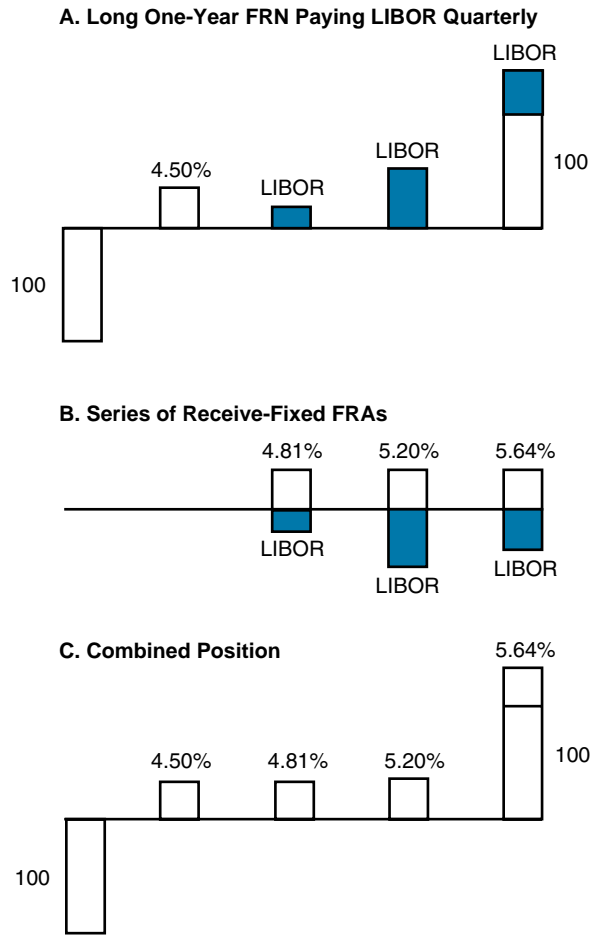 A. Long One-Year FRN Paying LIBOR Quarterly
LIBOR
LIBOR
4.50%
100
LIBOR
100
B. Series of Receive-Fixed FRAs
4.81% 5.20% 5.64%
LIBOR
LIBOR
LIBOR
C. Combined Position
5.64%
4.50% 4.81% 5.20%
100
100